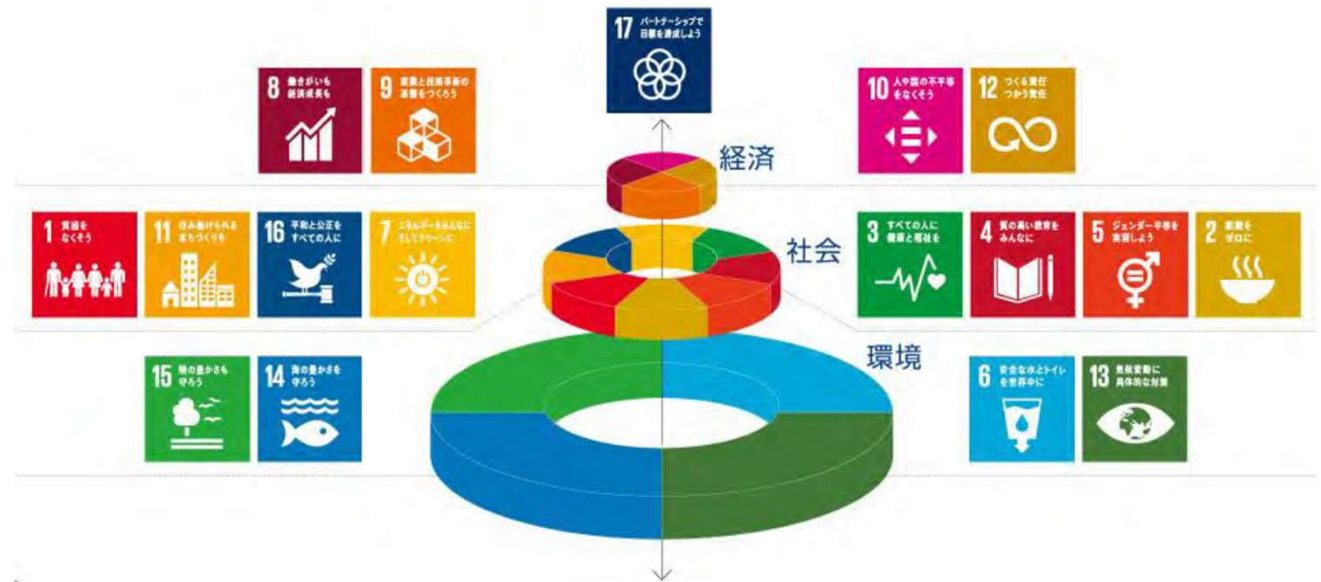 17 パートナーシップで
目標を達成しよう
8 働きがいも
経済成長も
9 産業と技術革新の
基盤をつくろう
10 人や国の不平等
をなくそう
12 つくる責任
つかう責任
経済
1 貧困を
なくそう
11 住み続けられる
まちづくりを
16 平和と公正を
すべての人に
7 エネルギーをみんなに
そしてクリーンに
社会
3 すべての人に
健康と福祉を
4 質の高い教育を
みんなに
5 ジェンダー平等を
実現しよう
2 飢餓を
ゼロに
環境
15 陸の豊かさも
守ろう
14 海の豊かさを
守ろう
6 安全な水とトイレ
を世界中に
13 気候変動に
具体的な対策